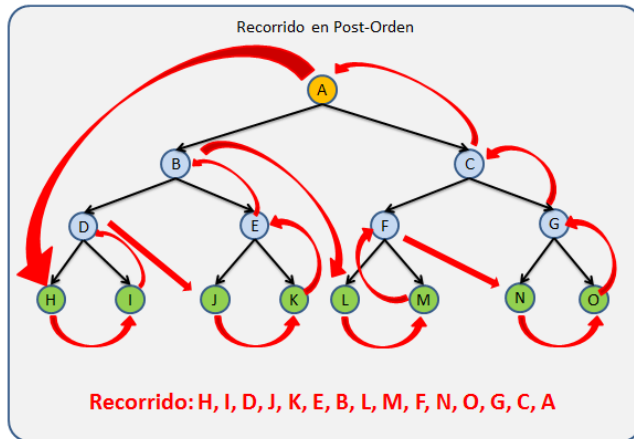 Recorrido en Post-Orden
A
B
C
D
E
F
G
H
I
J
K
L
M
N
O
Recorrido: H, I, D, J, K, E, B, L, M, F, N, O, G, C, A